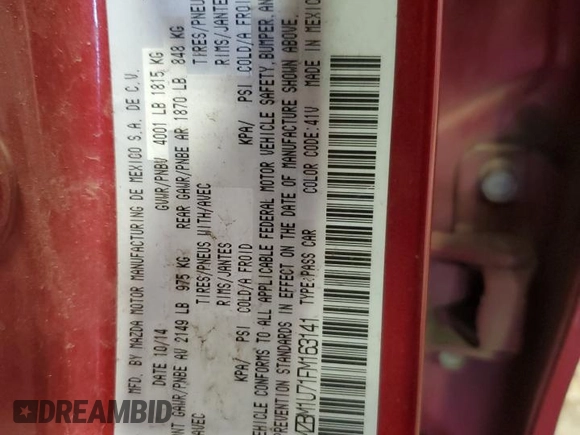 MFD. BY MAZDA MOTOR MANUFACTURING DE MEXICO S.A. DE C.V.
DATE 10/14 GVWR/PNBV 4001 LB 1815 KG
GAWR/PNBE AV 2149 LB 975 KG REAR GAWR/PNBE AR 1870 LB 848 KG
TIRES/PNEUS WITH/AVEC TIRES/PNEU
AVEC RIMS/JANTES RIMS/JANTES
KPA/ PSI COLD/A FROID KPA/ PSI COLD/A FROID
CONFORMS TO ALL APPLICABLE FEDERAL MOTOR VEHICLE SAFETY, BUMPER, AN
PREVENTION STANDARDS IN EFFECT ON THE DATE OF MANUFACTURE SHOWN ABOVE.
BM1U71FM163141 TYPE:PASS CAR COLOR CODE:41V MADE IN MEXICO
DREAMBID